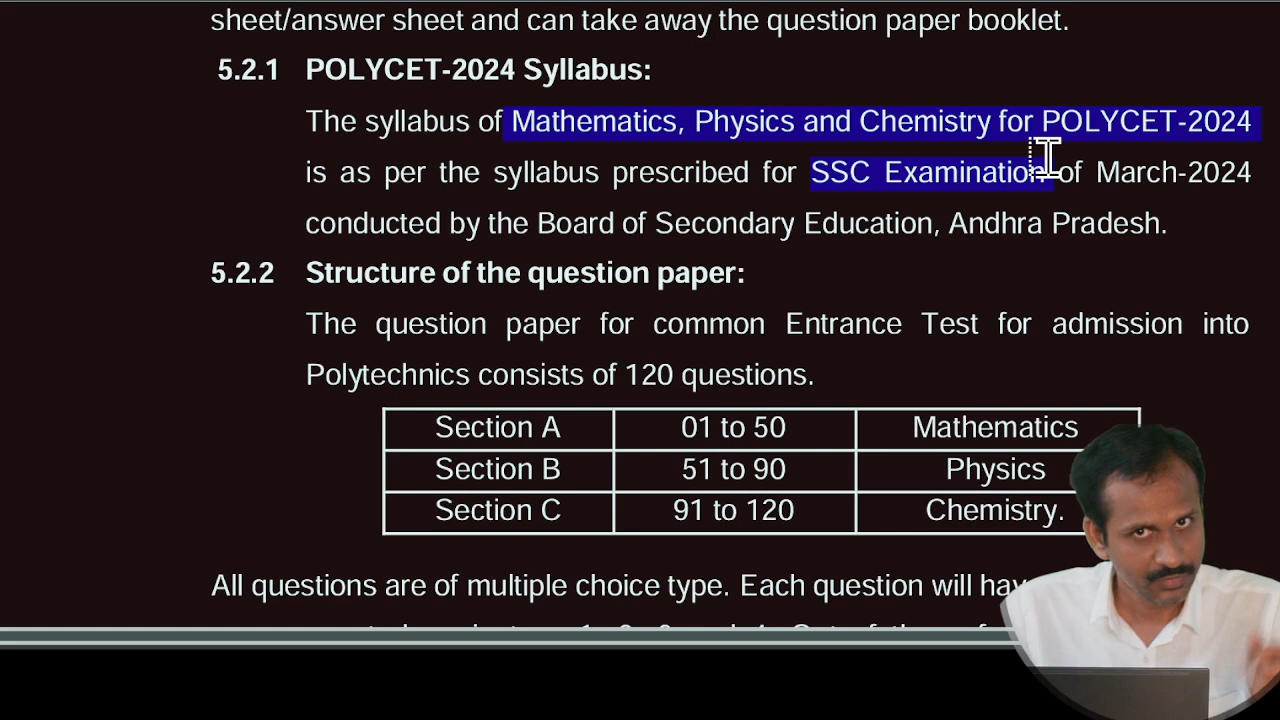 sheet/answer sheet and can take away the question paper booklet.
5.2.1 POLYCET-2024 Syllabus:
The syllabus of Mathematics, Physics and Chemistry for POLYCET-2024
is as per the syllabus prescribed for SSC Examination of March-2024
conducted by the Board of Secondary Education, Andhra Pradesh.
5.2.2 Structure of the question paper:
The question paper for common Entrance Test for admission into
Polytechnics consists of 120 questions.
Section A 01 to 50 Mathematics
Section B 51 to 90 Physics
Section C 91 to 120 Chemistry.
All questions are of multiple choice type. Each question will